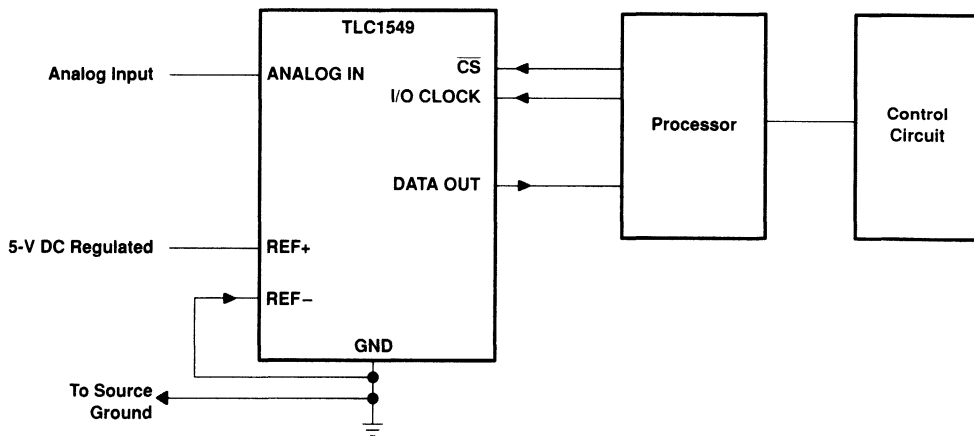 TLC1549
Analog Input
ANALOG IN
CS
I/O CLOCK
Processor
Control
Circuit
DATA OUT
5-V DC Regulated
REF+
REF−
GND
To Source
Ground